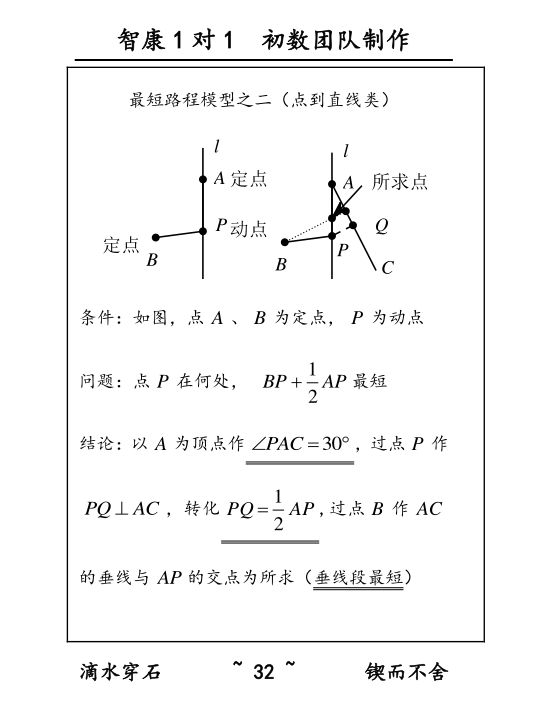 智康1对1 初数团队制作
最短路程模型之二（点到直线类）
l
A 定点
P 动点
定点
B
l
A 所求点
Q
P
B
C
条件：如图，点 A 、 B 为定点， P 为动点
问题：点 P 在何处， BP + 1/2 AP 最短
结论：以 A 为顶点作 ∠PAC = 30° ，过点 P 作
PQ ⊥ AC ，转化 PQ = 1/2 AP ，过点 B 作 AC
的垂线与 AP 的交点为所求（垂线段最短）
滴水穿石 ~ 32 ~ 锲而不舍